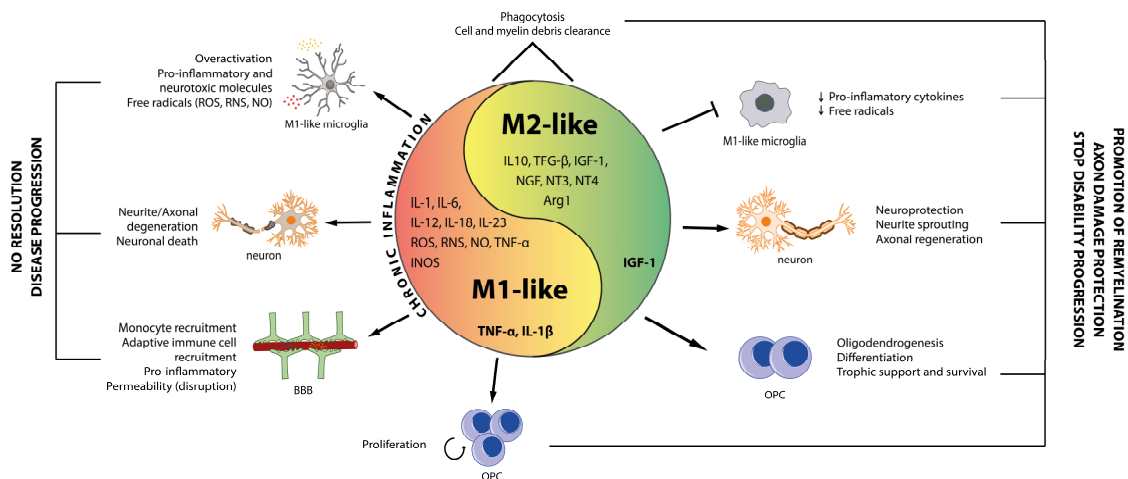 Phagocytosis
Cell and myelin debris clearance
Overactivation
Pro-inflammatory and
neurotoxic molecules
Free radicals (ROS, RNS, NO)
M1-like microglia
NO RESOLUTION
DISEASE PROGRESSION
Neurite/Axonal
degeneration
Neuronal death
neuron
Monocyte recruitment
Adaptive immune cell
recruitment
Pro-inflammatory
Permeability (disruption)
BBB
CHRONIC INFLAMMATION
M2-like
IL10, TFG-β, IGF-1,
NGF, NT3, NT4
Arg1
IL-1, IL-6,
IL-12, IL-18, IL-23
ROS, RNS, NO, TNF-α
INOS
IGF-1
M1-like
TNF-α, IL-1β
Proliferation
OPC
↓ Pro-inflamatory cytokines
↓ Free radicals
M1-like microglia
Neuroprotection
Neurite sprouting
Axonal regeneration
neuron
Oligodendrogenesis
Differentiation
Trophic support and survival
OPC
PROMOTION OF REMYELINATION
AXON DAMAGE PROTECTION
STOP DISABILITY PROGRESSION